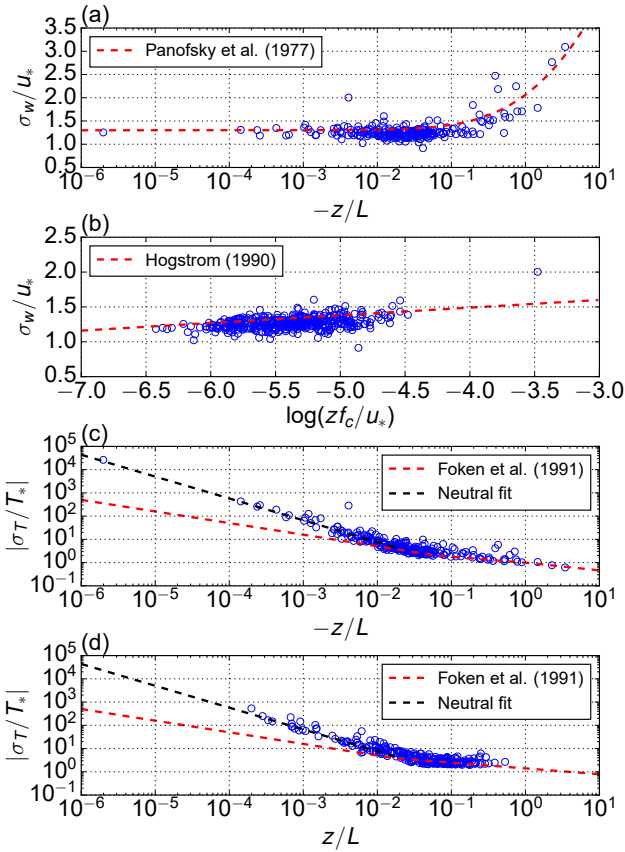 (a)
3.5
3.0
2.5
2.0
1.5
1.0
0.5
σ_w/u_*
Panofsky et al. (1977)
10^−6 10^−5 10^−4 10^−3 10^−2 10^−1 10^0 10^1
−z/L
(b)
2.5
2.0
1.5
1.0
0.5
σ_w/u_*
Hogstrom (1990)
−7.0 −6.5 −6.0 −5.5 −5.0 −4.5 −4.0 −3.5 −3.0
log(zf_c/u_*)
(c)
10^5
10^4
10^3
10^2
10^1
10^0
10^−1
|σ_T/T_*|
Foken et al. (1991)
Neutral fit
10^−6 10^−5 10^−4 10^−3 10^−2 10^−1 10^0 10^1
−z/L
(d)
10^5
10^4
10^3
10^2
10^1
10^0
10^−1
|σ_T/T_*|
Foken et al. (1991)
Neutral fit
10^−6 10^−5 10^−4 10^−3 10^−2 10^−1 10^0 10^1
z/L